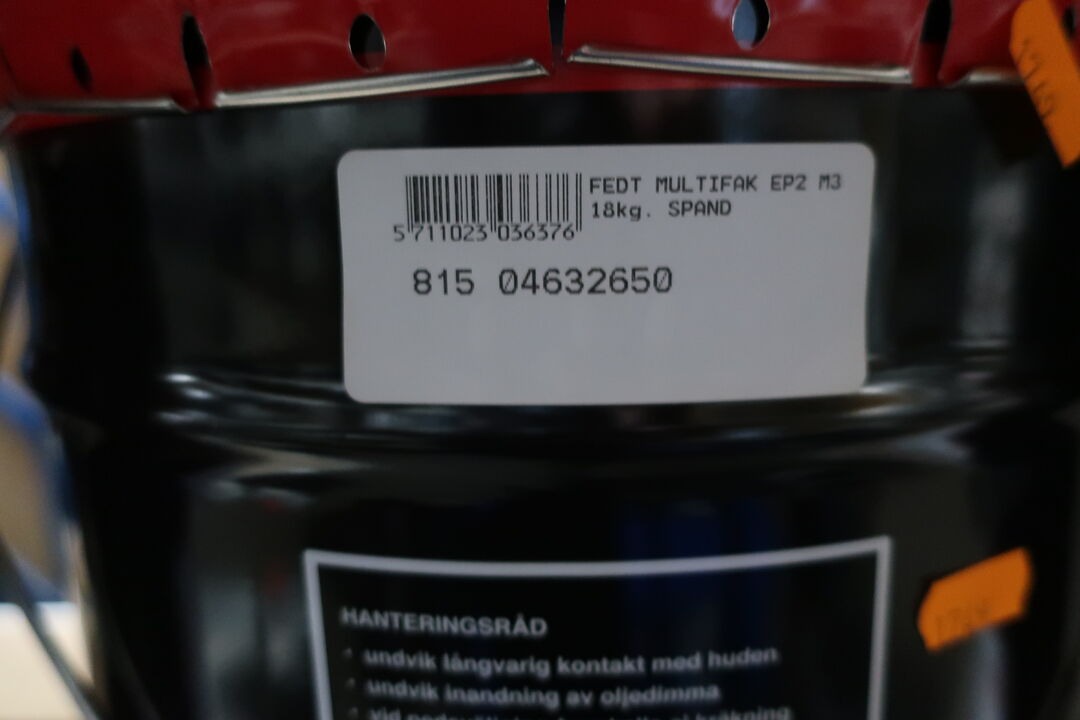 FEDT MULTIFAK EP2 M3
18kg. SPAND
5 711023 036376
815 04632650
HANTERINGSRÅD
undvik långvarig kontakt med huden
undvik inandning av oljedimma
vid